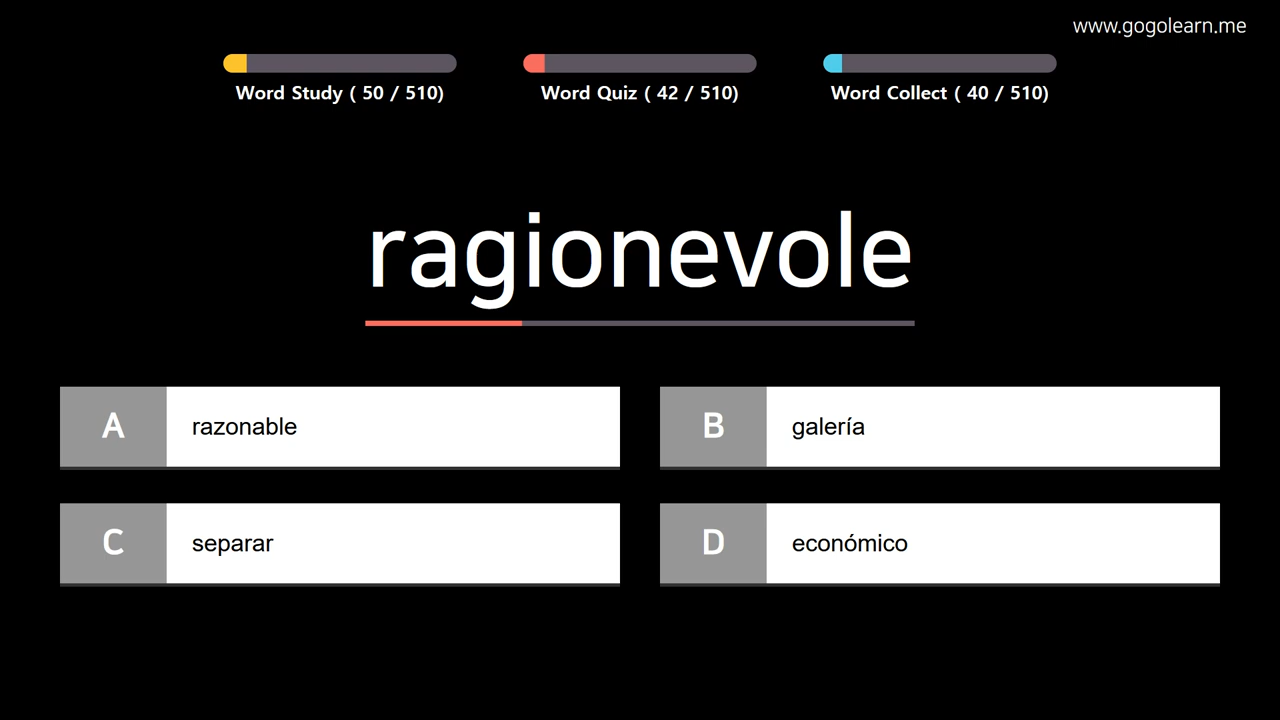 www.gogolearn.me
Word Study ( 50 / 510)
Word Quiz ( 42 / 510)
Word Collect ( 40 / 510)
ragionevole
A razonable
B galería
C separar
D económico